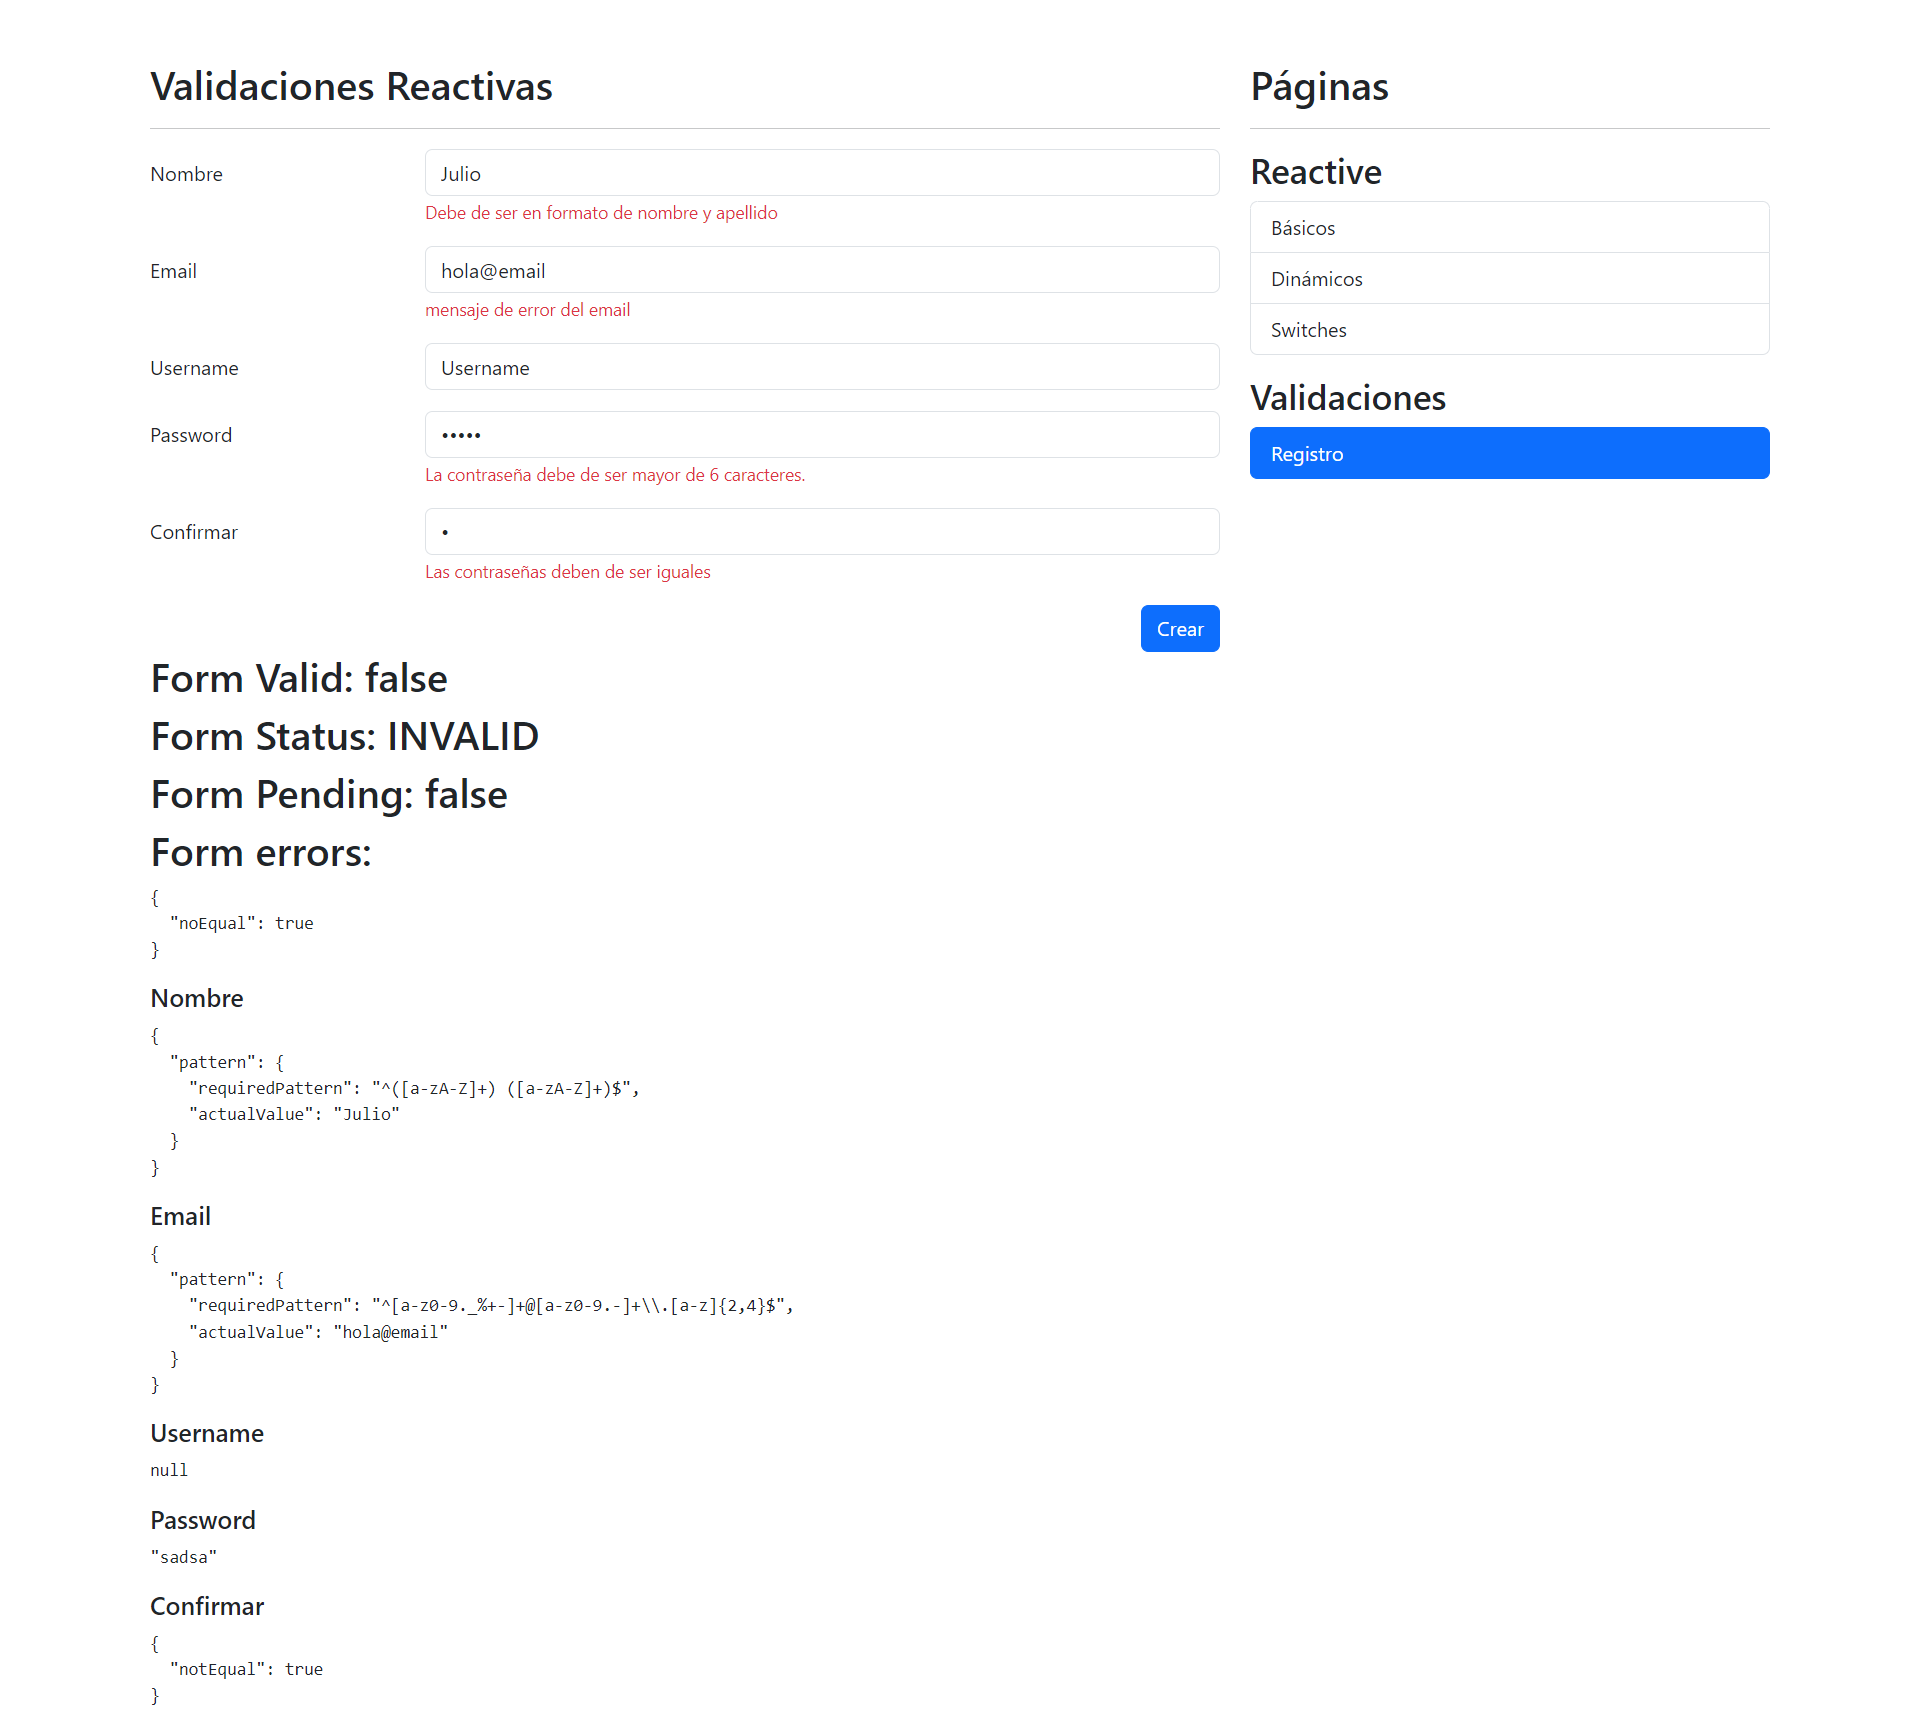 Validaciones Reactivas
Nombre
Julio
Debe de ser en formato de nombre y apellido
Email
hola@email
mensaje de error del email
Username
Username
Password
•••••
La contraseña debe de ser mayor de 6 caracteres.
Confirmar
•
Las contraseñas deben de ser iguales
Crear
Form Valid: false
Form Status: INVALID
Form Pending: false
Form errors:
{
  "noEqual": true
}
Nombre
{
  "pattern": {
    "requiredPattern": "^([a-zA-Z]+) ([a-zA-Z]+)$",
    "actualValue": "Julio"
  }
}
Email
{
  "pattern": {
    "requiredPattern": "^[a-z0-9._%+-]+@[a-z0-9.-]+\\.[a-z]{2,4}$",
    "actualValue": "hola@email"
  }
}
Username
null
Password
"sadsa"
Confirmar
{
  "notEqual": true
}
Páginas
Reactive
Básicos
Dinámicos
Switches
Validaciones
Registro